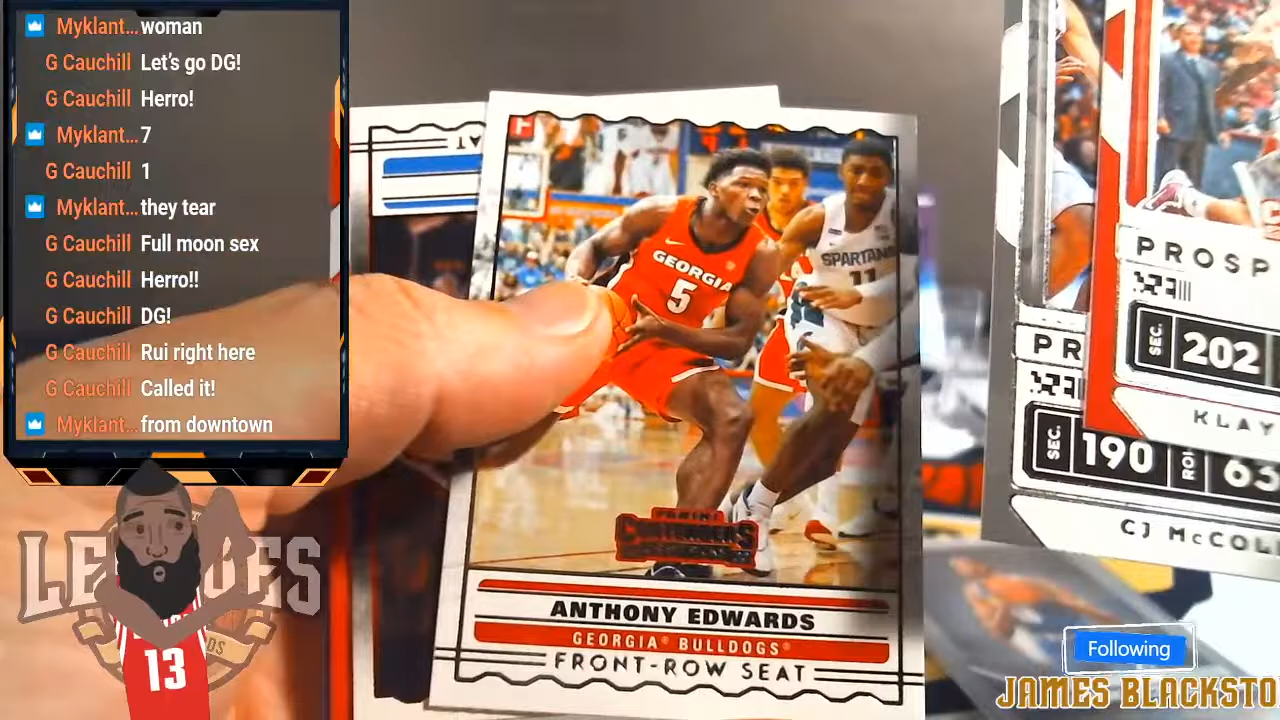 Myklant... woman
G Cauchill Let's go DG!
G Cauchill Herro!
Myklant... 7
G Cauchill 1
Myklant... they tear
G Cauchill Full moon sex
G Cauchill Herro!!
G Cauchill DG!
G Cauchill Rui right here
G Cauchill Called it!
Myklant... from downtown
13
GEORGIA
5
SPARTANS
11
PANINI
CONTENDERS
ANTHONY EDWARDS
GEORGIA® BULLDOGS®
FRONT-ROW SEAT
PROSP
SEC. 202
KLAY
PR
SEC. 190 63
CJ McCOL
Following
JAMES BLACKSTO